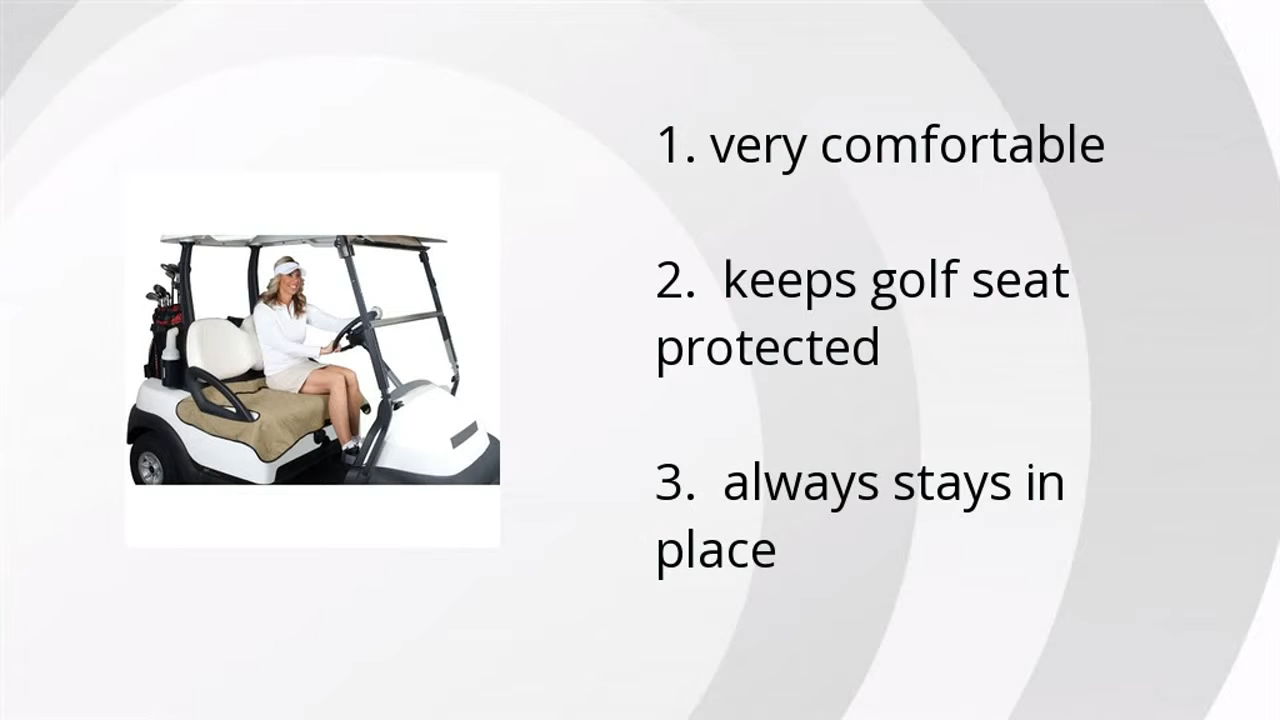 1. very comfortable
2.  keeps golf seat
protected
3.  always stays in
place